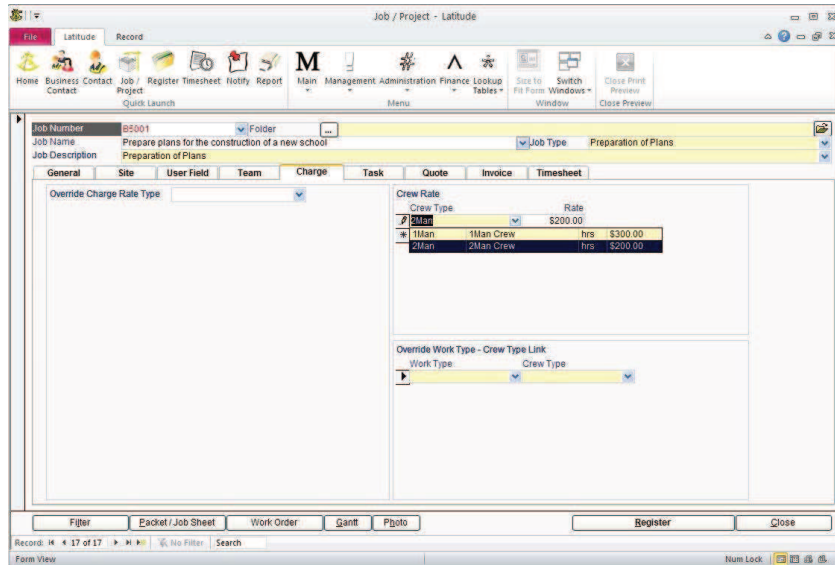 Job / Project - Latitude
File Latitude Record
Home Business Contact Contact Job / Project Register Timesheet Notify Report Main Management Administration Finance Lookup Tables Size to Fit Form Switch Windows Close Print Preview
Quick Launch Menu Window Close Preview
Job Number B5001 Folder ...
Job Name Prepare plans for the construction of a new school Job Type Preparation of Plans
Job Description Preparation of Plans
General Site User Field Team Charge Task Quote Invoice Timesheet
Override Charge Rate Type Crew Rate
Crew Type Rate
2Man $200.00
1Man 1Man Crew hrs $300.00
2Man 2Man Crew hrs $200.00
Override Work Type - Crew Type Link
Work Type Crew Type
Filter Packet / Job Sheet Work Order Gantt Photo Register Close
Record: 17 of 17 No Filter Search
Form View Num Lock